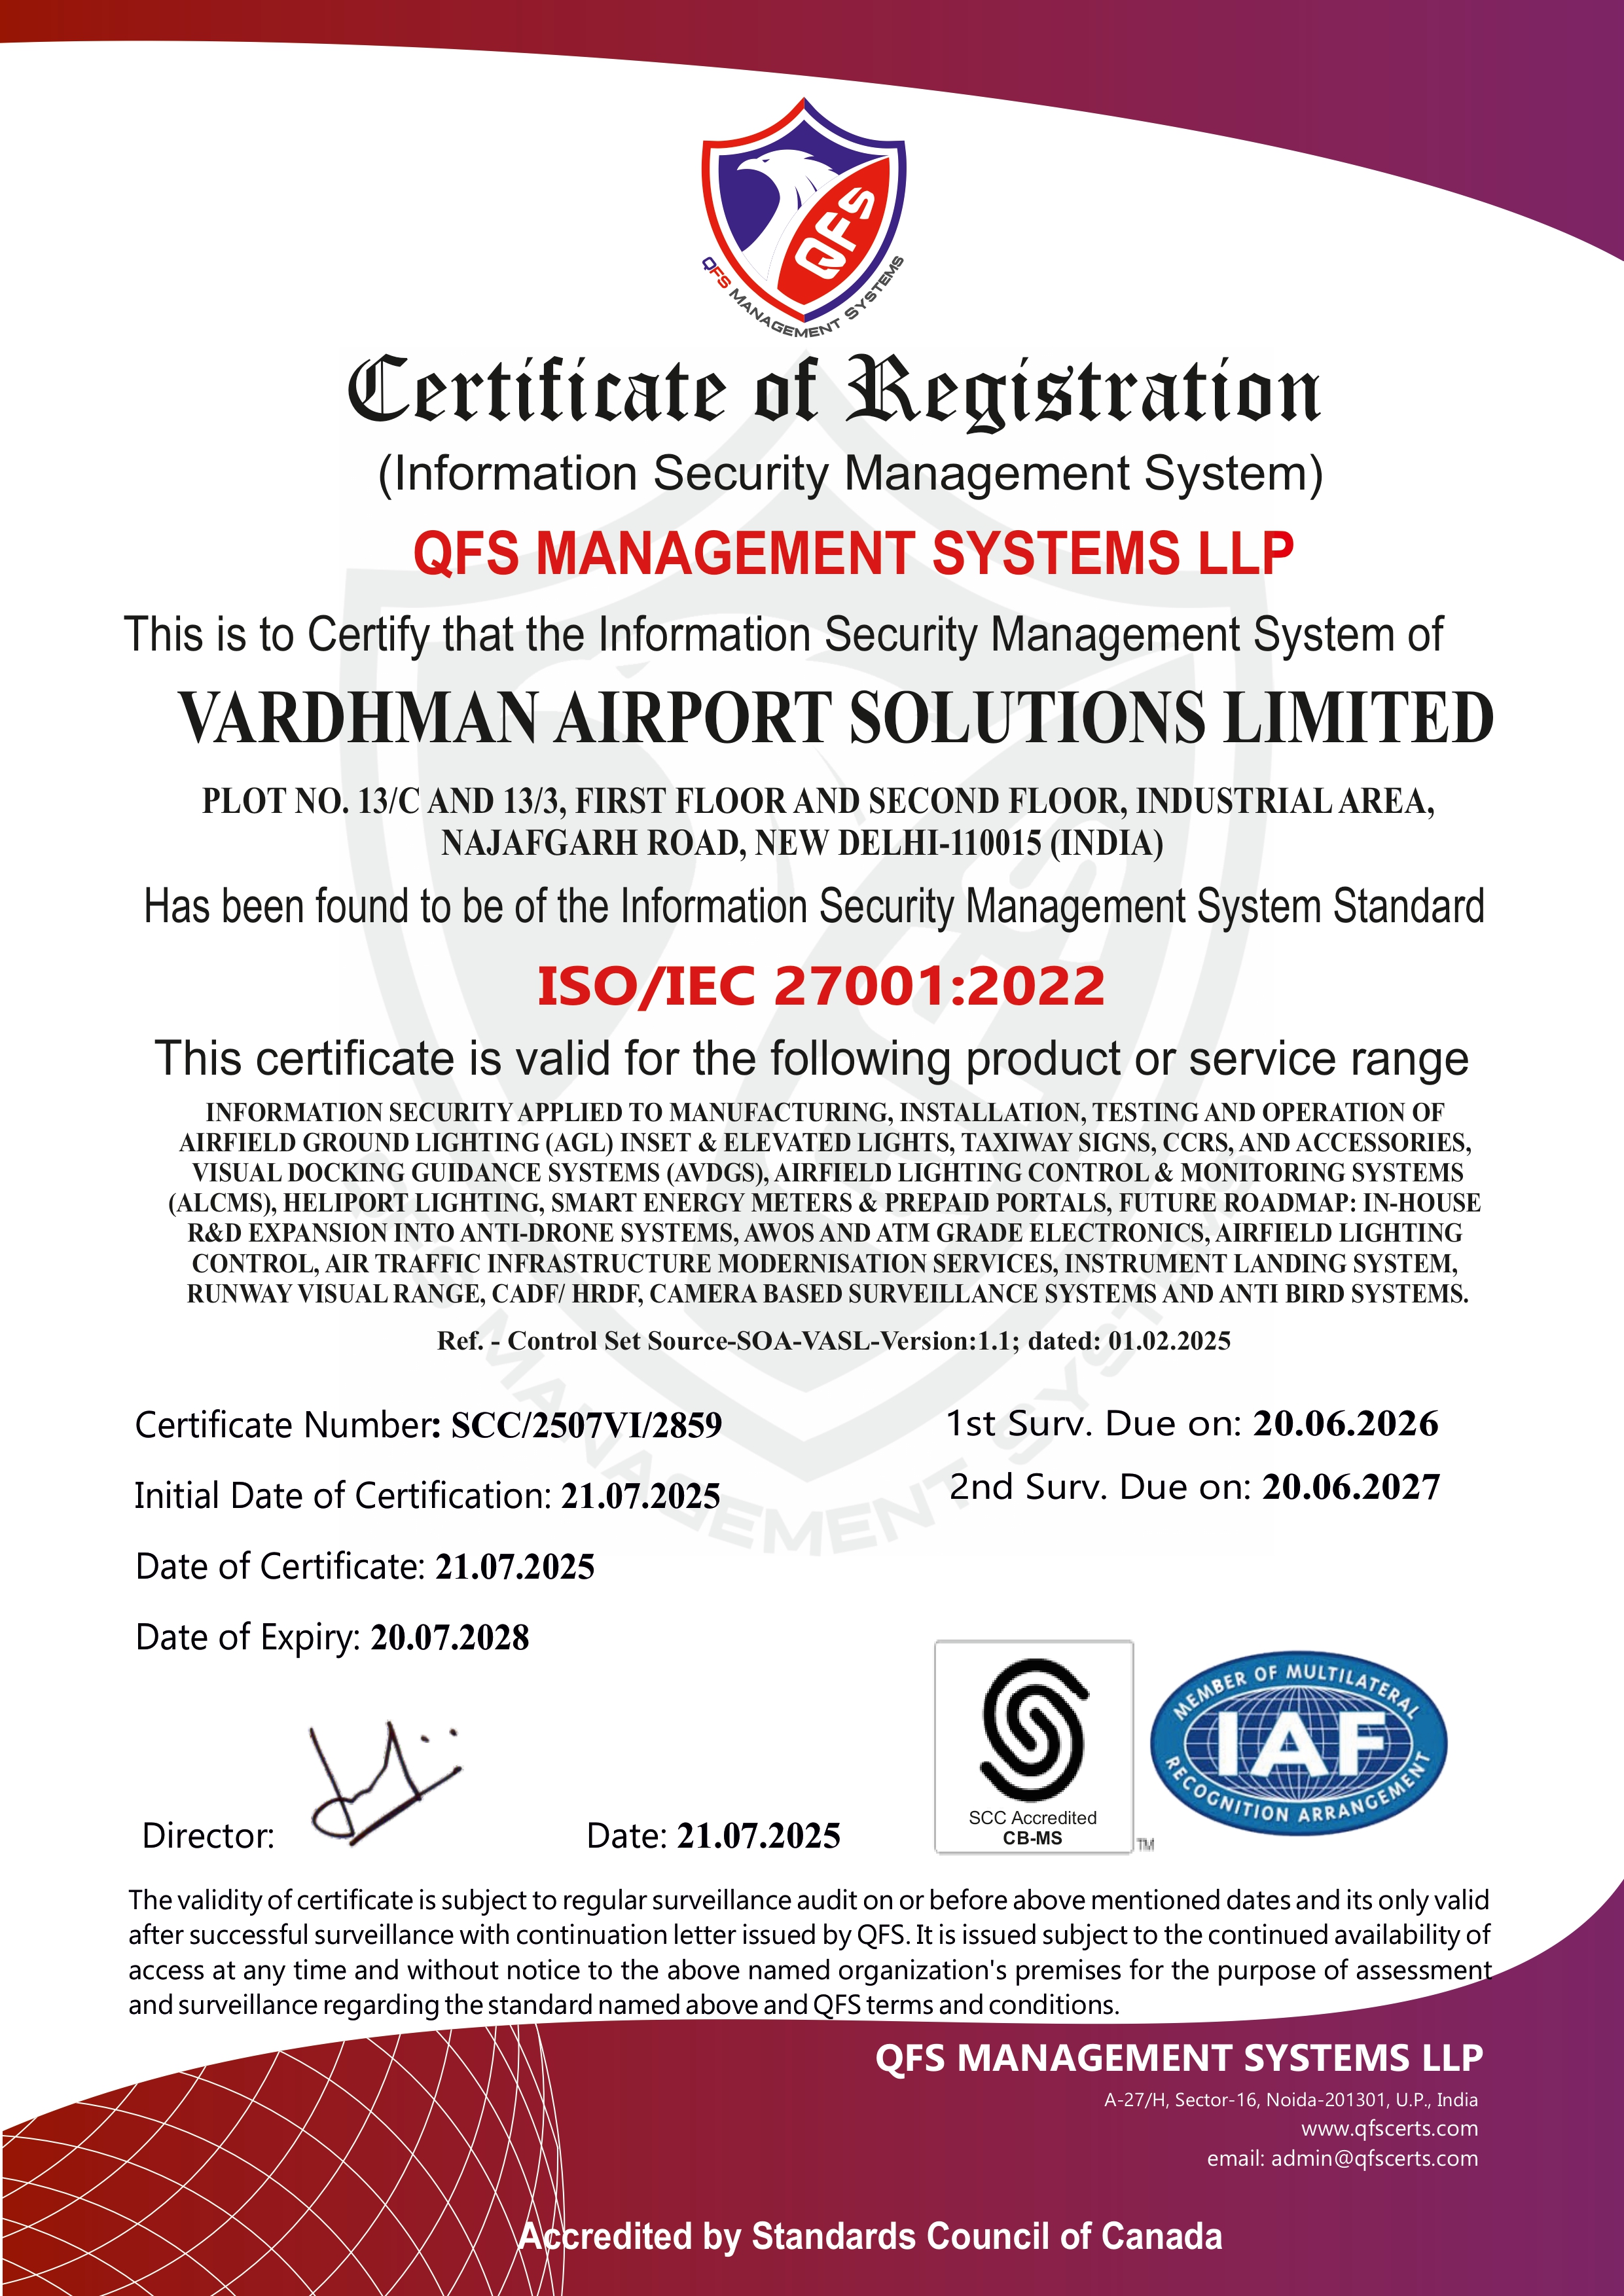 QFS
QFS MANAGEMENT SYSTEMS
Certificate of Registration
(Information Security Management System)
QFS MANAGEMENT SYSTEMS LLP
This is to Certify that the Information Security Management System of
VARDHMAN AIRPORT SOLUTIONS LIMITED
PLOT NO. 13/C AND 13/3, FIRST FLOOR AND SECOND FLOOR, INDUSTRIAL AREA,
NAJAFGARH ROAD, NEW DELHI-110015 (INDIA)
Has been found to be of the Information Security Management System Standard
ISO/IEC 27001:2022
This certificate is valid for the following product or service range
INFORMATION SECURITY APPLIED TO MANUFACTURING, INSTALLATION, TESTING AND OPERATION OF
AIRFIELD GROUND LIGHTING (AGL) INSET & ELEVATED LIGHTS, TAXIWAY SIGNS, CCRS, AND ACCESSORIES,
VISUAL DOCKING GUIDANCE SYSTEMS (AVDGS), AIRFIELD LIGHTING CONTROL & MONITORING SYSTEMS
(ALCMS), HELIPORT LIGHTING, SMART ENERGY METERS & PREPAID PORTALS, FUTURE ROADMAP: IN-HOUSE
R&D EXPANSION INTO ANTI-DRONE SYSTEMS, AWOS AND ATM GRADE ELECTRONICS, AIRFIELD LIGHTING
CONTROL, AIR TRAFFIC INFRASTRUCTURE MODERNISATION SERVICES, INSTRUMENT LANDING SYSTEM,
RUNWAY VISUAL RANGE, CADF/ HRDF, CAMERA BASED SURVEILLANCE SYSTEMS AND ANTI BIRD SYSTEMS.
Ref. - Control Set Source-SOA-VASL-Version:1.1; dated: 01.02.2025
Certificate Number: SCC/2507VI/2859
1st Surv. Due on: 20.06.2026
Initial Date of Certification: 21.07.2025
2nd Surv. Due on: 20.06.2027
Date of Certificate: 21.07.2025
Date of Expiry: 20.07.2028
Director:
Date: 21.07.2025
SCC Accredited
CB-MS
TM
MEMBER OF MULTILATERAL
IAF
RECOGNITION ARRANGEMENT
The validity of certificate is subject to regular surveillance audit on or before above mentioned dates and its only valid
after successful surveillance with continuation letter issued by QFS. It is issued subject to the continued availability of
access at any time and without notice to the above named organization's premises for the purpose of assessment
and surveillance regarding the standard named above and QFS terms and conditions.
QFS MANAGEMENT SYSTEMS LLP
A-27/H, Sector-16, Noida-201301, U.P., India
www.qfscerts.com
email: admin@qfscerts.com
Accredited by Standards Council of Canada